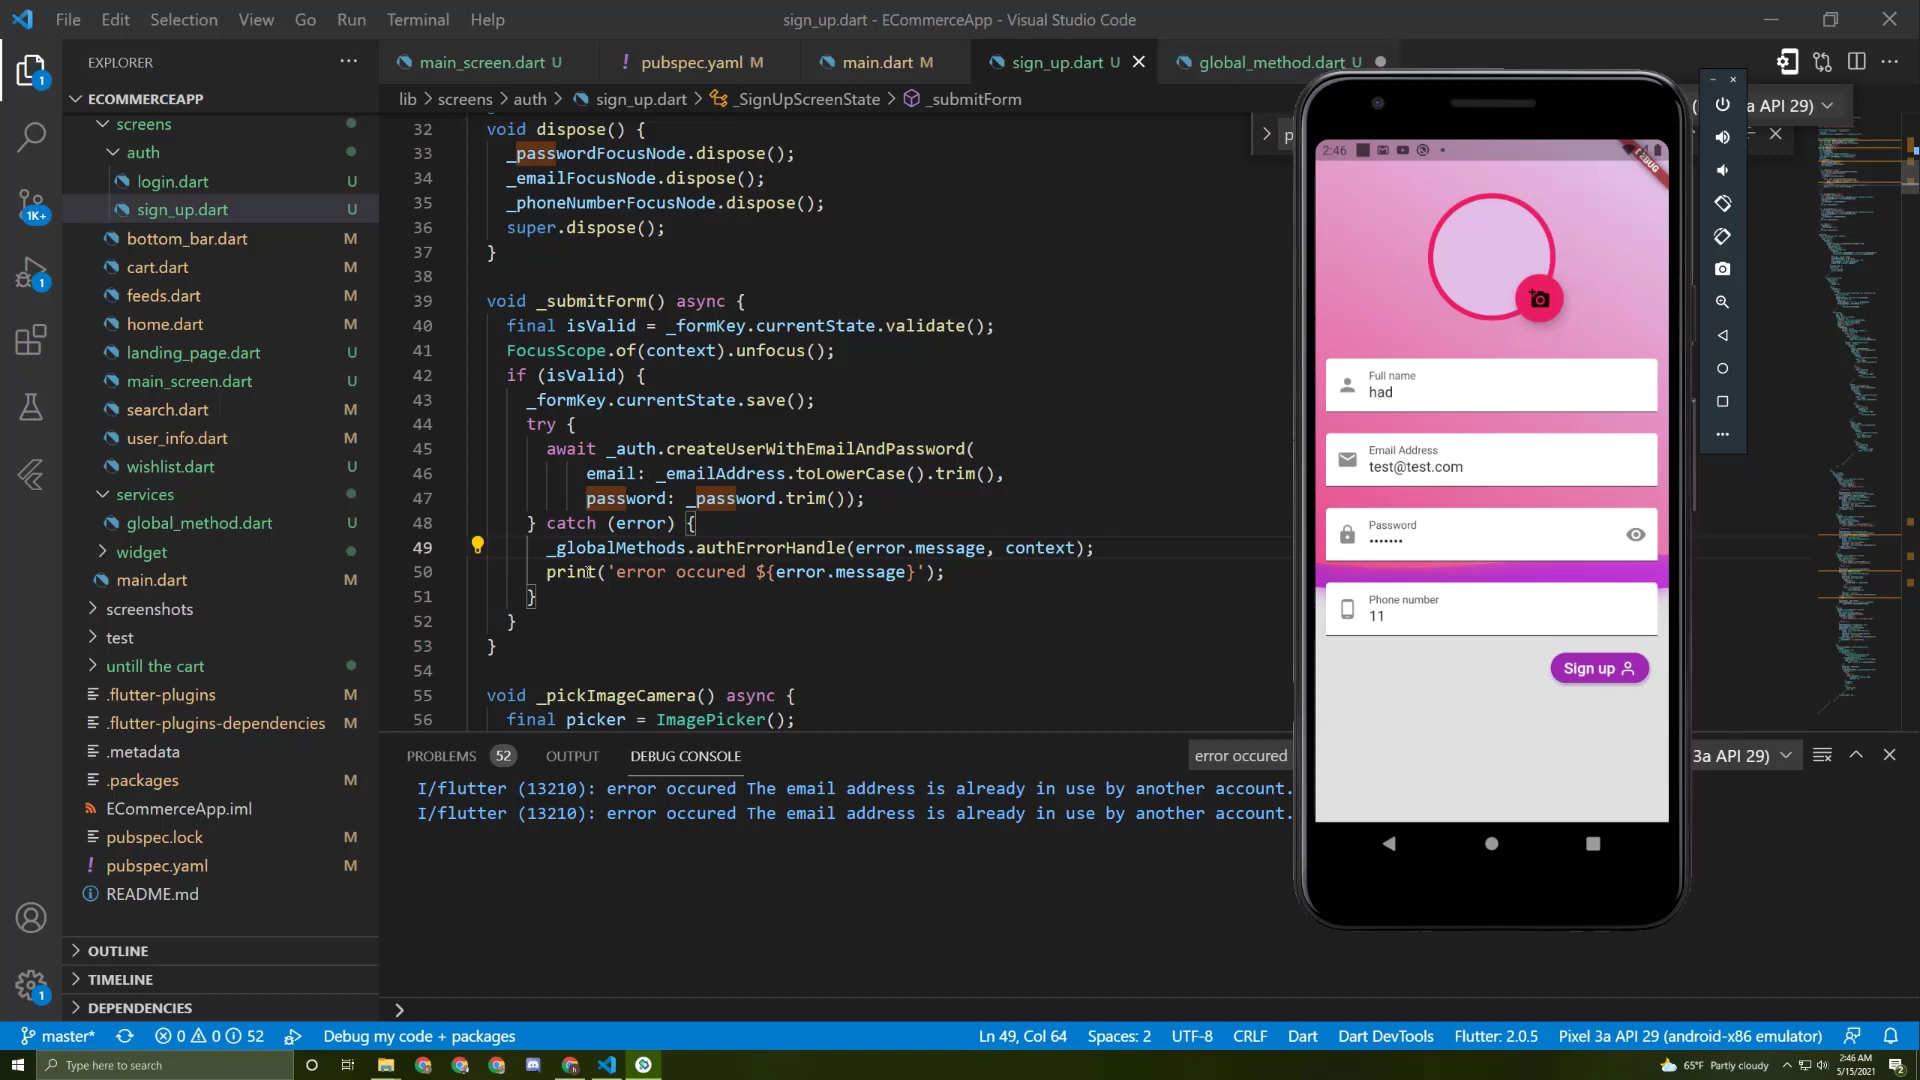 File Edit Selection View Go Run Terminal Help
sign_up.dart - ECommerceApp - Visual Studio Code
EXPLORER
main_screen.dart U
! pubspec.yaml M
main.dart M
sign_up.dart U
global_method.dart U
ECOMMERCEAPP
lib > screens > auth > sign_up.dart > _SignUpScreenState > _submitForm
a API 29)
screens
auth
login.dart U
sign_up.dart U
bottom_bar.dart M
cart.dart M
feeds.dart M
home.dart M
landing_page.dart U
main_screen.dart U
search.dart M
user_info.dart M
wishlist.dart U
services
global_method.dart U
widget
main.dart M
screenshots
test
untill the cart
.flutter-plugins M
.flutter-plugins-dependencies M
.metadata
.packages M
ECommerceApp.iml
pubspec.lock M
! pubspec.yaml M
README.md
OUTLINE
TIMELINE
DEPENDENCIES
1
1K+
1
1
32 void dispose() {
33 _passwordFocusNode.dispose();
34 _emailFocusNode.dispose();
35 _phoneNumberFocusNode.dispose();
36 super.dispose();
37 }
38
39 void _submitForm() async {
40 final isValid = _formKey.currentState.validate();
41 FocusScope.of(context).unfocus();
42 if (isValid) {
43 _formKey.currentState.save();
44 try {
45 await _auth.createUserWithEmailAndPassword(
46 email: _emailAddress.toLowerCase().trim(),
47 password: _password.trim());
48 } catch (error) {
49 _globalMethods.authErrorHandle(error.message, context);
50 print('error occured ${error.message}');
51 }
52 }
53 }
54
55 void _pickImageCamera() async {
56 final picker = ImagePicker();
p
PROBLEMS 52 OUTPUT DEBUG CONSOLE
error occured
3a API 29)
I/flutter (13210): error occured The email address is already in use by another account.
I/flutter (13210): error occured The email address is already in use by another account.
2:46
DEBUG
Full name
had
Email Address
test@test.com
Password
•••••••
Phone number
11
Sign up
master* 0 0 52 Debug my code + packages
Ln 49, Col 64 Spaces: 2 UTF-8 CRLF Dart Dart DevTools Flutter: 2.0.5 Pixel 3a API 29 (android-x86 emulator)
Type here to search
65°F Partly cloudy
2:46 AM
5/15/2021
2